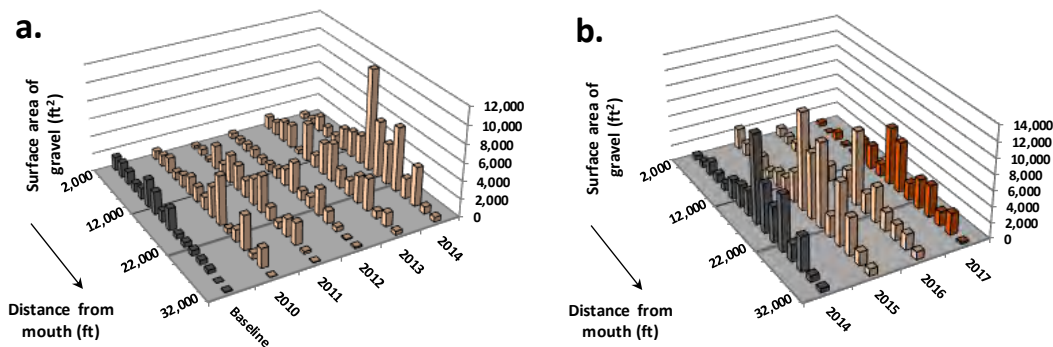 a.
Surface area of
gravel (ft²)
12,000
10,000
8,000
6,000
4,000
2,000
0
2,000
12,000
22,000
32,000
Distance from
mouth (ft)
Baseline
2010
2011
2012
2013
2014
b.
Surface area of
gravel (ft²)
14,000
12,000
10,000
8,000
6,000
4,000
2,000
0
2,000
12,000
22,000
32,000
Distance from
mouth (ft)
2014
2015
2016
2017